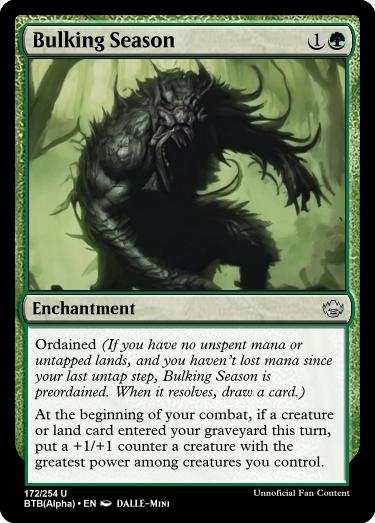 Bulking Season 1
Enchantment
Ordained (If you have no unspent mana or
untapped lands, and you haven't lost mana since
your last untap step, Bulking Season is
preordained. When it resolves, draw a card.)
At the beginning of your combat, if a creature
or land card entered your graveyard this turn,
put a +1/+1 counter a creature with the
greatest power among creatures you control.
172/254 U
Unofficial Fan Content
BTB(Alpha) • EN DALLE-MINI